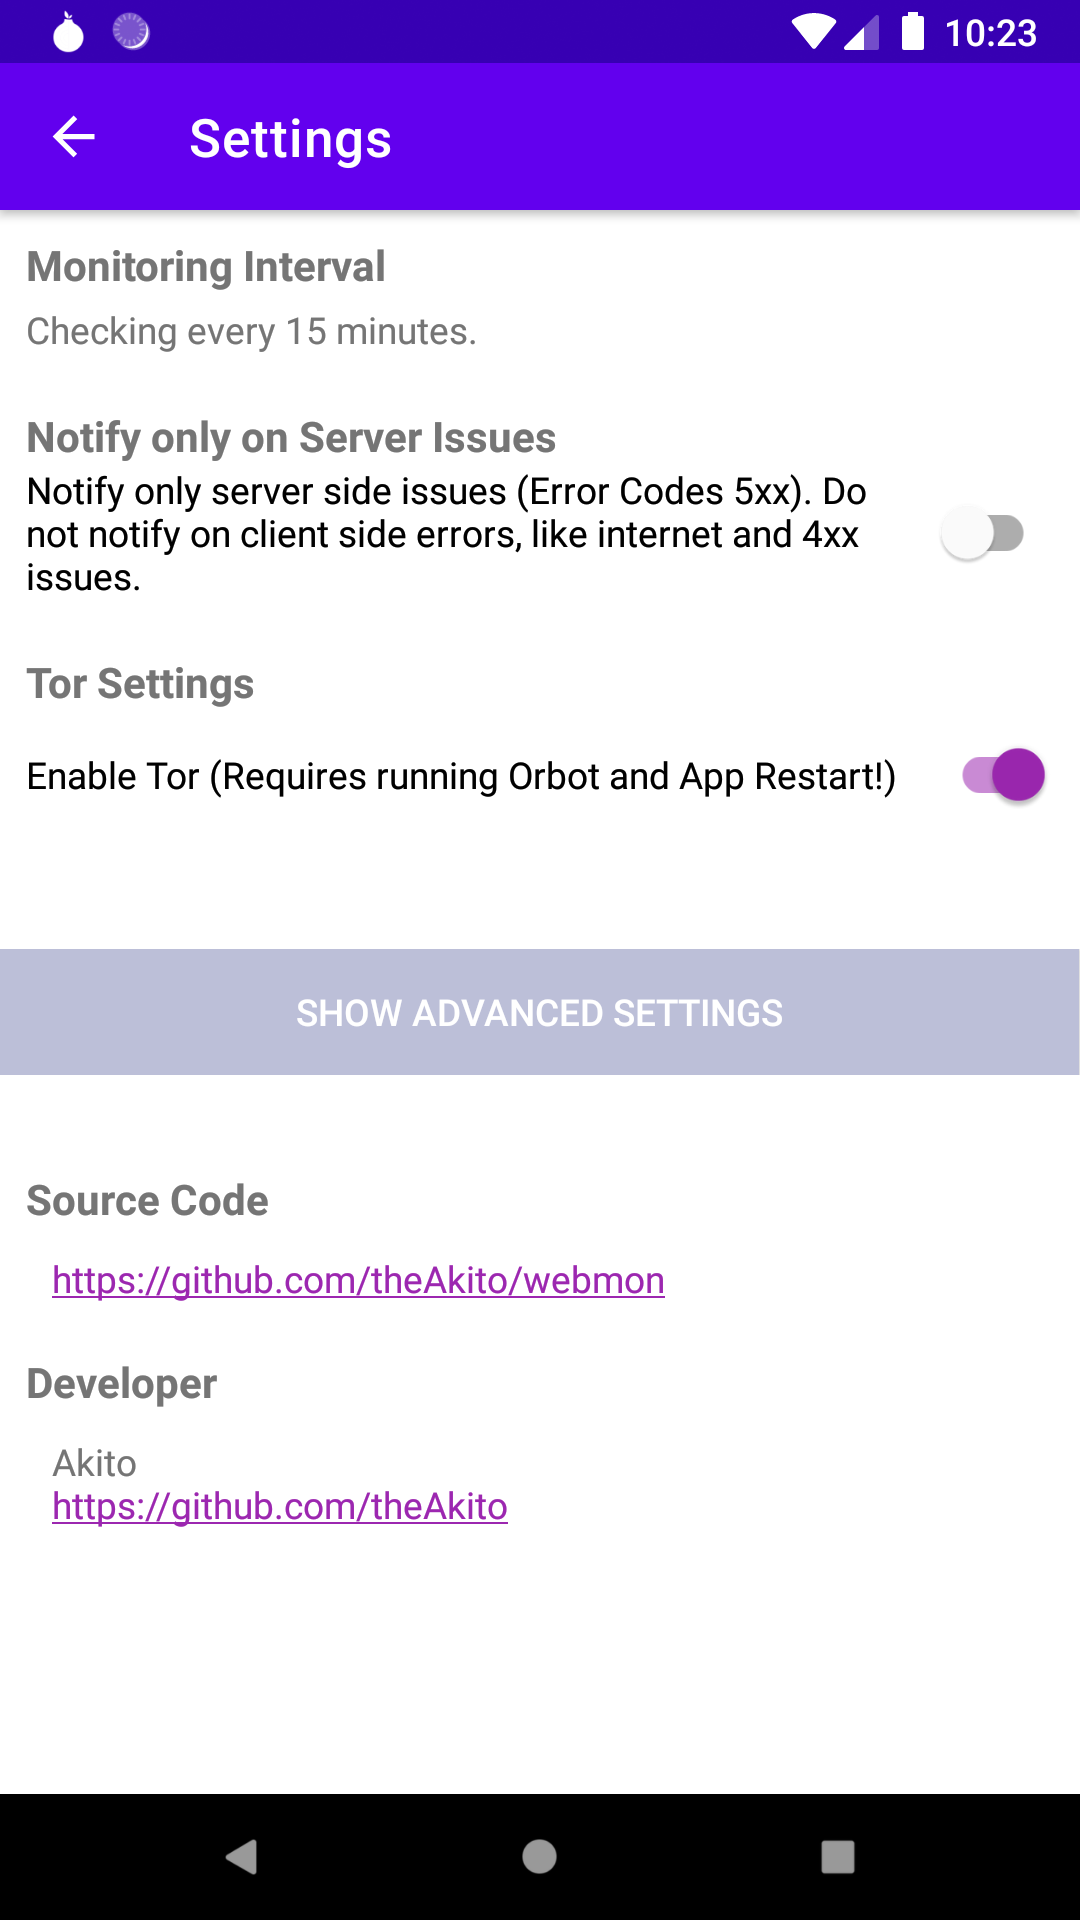 10:23
Settings
Monitoring Interval
Checking every 15 minutes.
Notify only on Server Issues
Notify only server side issues (Error Codes 5xx). Do
not notify on client side errors, like internet and 4xx
issues.
Tor Settings
Enable Tor (Requires running Orbot and App Restart!)
SHOW ADVANCED SETTINGS
Source Code
https://github.com/theAkito/webmon
Developer
Akito
https://github.com/theAkito